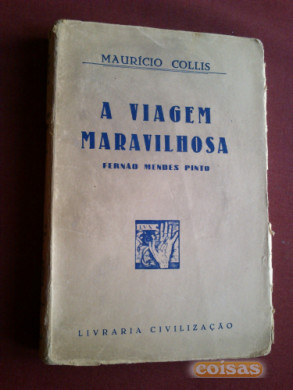 MAURÍCIO COLLIS
A VIAGEM
MARAVILHOSA
FERNÃO MENDES PINTO
LIVRARIA CIVILIZAÇÃO
coisas